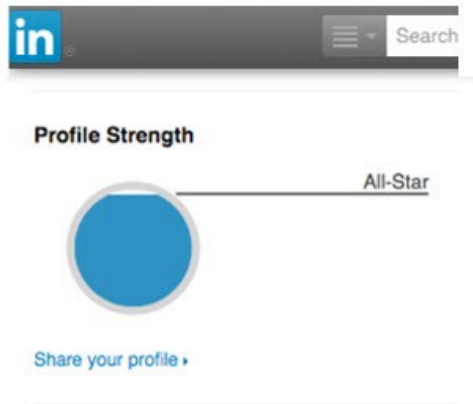 in ®
Search
Profile Strength
All-Star
Share your profile ▸